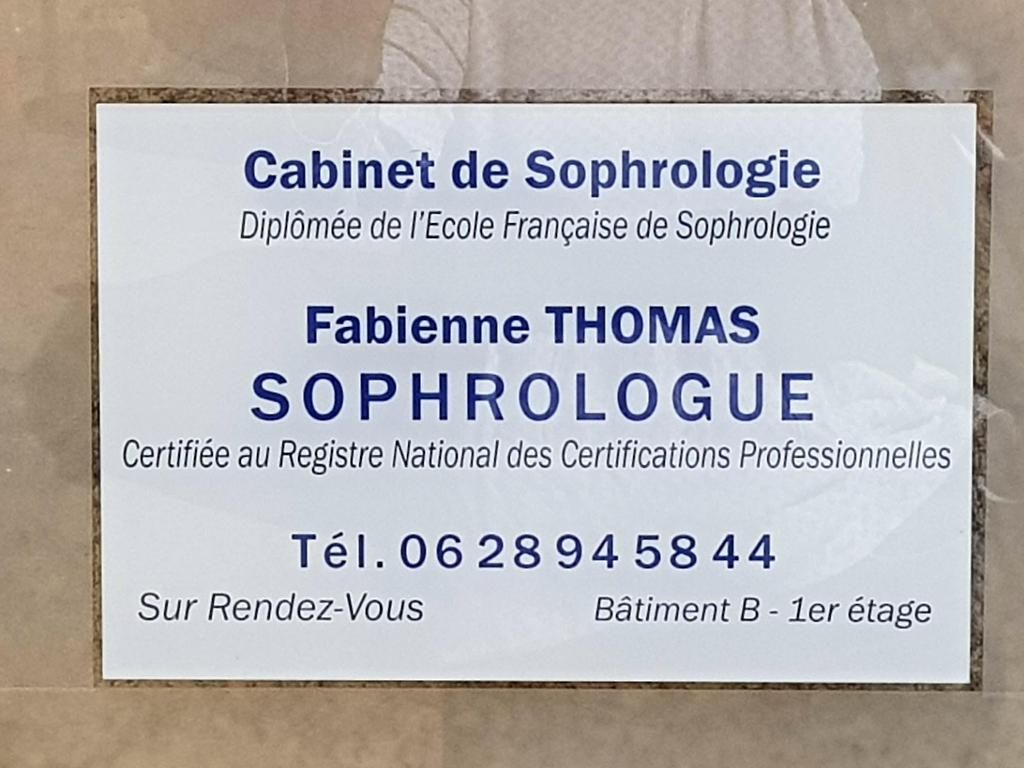 Cabinet de Sophrologie
Diplômée de l'Ecole Française de Sophrologie
Fabienne THOMAS
SOPHROLOGUE
Certifiée au Registre National des Certifications Professionnelles
Tél. 06 28 94 58 44
Sur Rendez-Vous
Bâtiment B - 1er étage